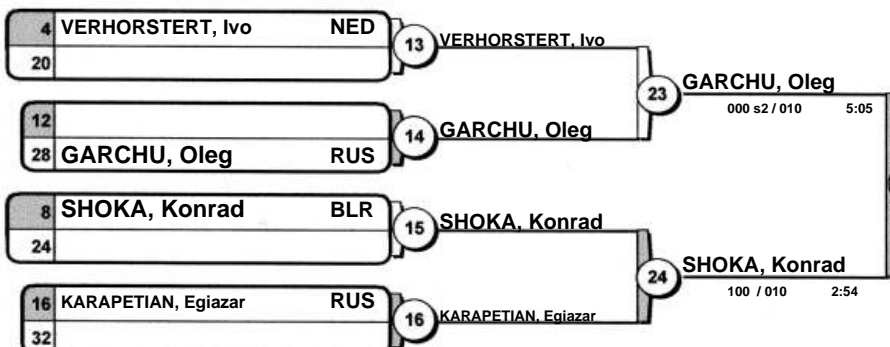 4 VERHORSTERT, Ivo NED
20
13 VERHORSTERT, Ivo
12
28 GARCHU, Oleg RUS
14 GARCHU, Oleg
23 GARCHU, Oleg
000 s2 / 010 5:05
8 SHOKA, Konrad BLR
24
15 SHOKA, Konrad
16 KARAPETIAN, Egiazar RUS
32
16 KARAPETIAN, Egiazar
24 SHOKA, Konrad
100 / 010 2:54